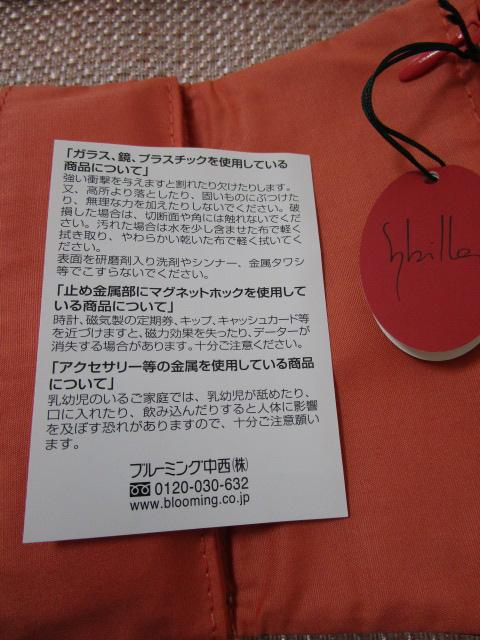 「ガラス、鏡、プラスチックを使用している
商品について」
強い衝撃を与えますと割れたり欠けたりします。
又、高所より落としたり、固いものにぶつけた
り、無理な力を加えたりしないでください。破
損した場合は、切断面や角には触れないでくだ
さい。汚れた場合は水を少し含ませた布で軽く
拭き取り、やわらかい乾いた布で軽く拭いてく
ださい。
表面を研磨剤入り洗剤やシンナー、金属タワシ
等でこすらないでください。
「止め金属部にマグネットホックを使用して
いる商品について」
時計、磁気製の定期券、キップ、キャッシュカード等
を近づけますと、磁力効果を失ったり、データーが
消失する場合があります。十分ご注意ください。
「アクセサリー等の金属を使用している商品
について」
乳幼児のいるご家庭では、乳幼児が舐めたり、
口に入れたり、飲み込んだりすると人体に影響
を及ぼす恐れがありますので、十分ご注意願い
ます。
ブルーミング中西(株)
0120-030-632
www.blooming.co.jp
Sybilla